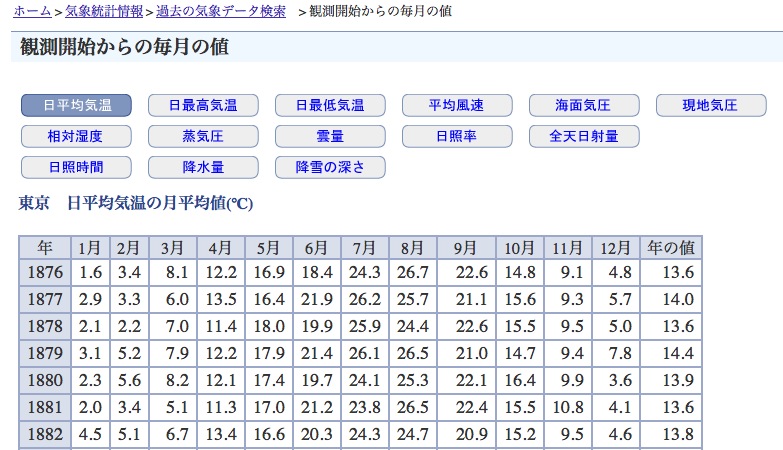 ホーム > 気象統計情報 > 過去の気象データ検索 > 観測開始からの毎月の値
観測開始からの毎月の値
日平均気温 日最高気温 日最低気温 平均風速 海面気圧 現地気圧
相対湿度 蒸気圧 雲量 日照率 全天日射量
日照時間 降水量 降雪の深さ
東京 日平均気温の月平均値(℃)
年 1月 2月 3月 4月 5月 6月 7月 8月 9月 10月 11月 12月 年の値
1876 1.6 3.4 8.1 12.2 16.9 18.4 24.3 26.7 22.6 14.8 9.1 4.8 13.6
1877 2.9 3.3 6.0 13.5 16.4 21.9 26.2 25.7 21.1 15.6 9.3 5.7 14.0
1878 2.1 2.2 7.0 11.4 18.0 19.9 25.9 24.4 22.6 15.5 9.5 5.0 13.6
1879 3.1 5.2 7.9 12.2 17.9 21.4 26.1 26.5 21.0 14.7 9.4 7.8 14.4
1880 2.3 5.6 8.2 12.1 17.4 19.7 24.1 25.3 22.1 16.4 9.9 3.6 13.9
1881 2.0 3.4 5.1 11.3 17.0 21.2 23.8 26.5 22.4 15.5 10.8 4.1 13.6
1882 4.5 5.1 6.7 13.4 16.6 20.3 24.3 24.7 20.9 15.2 9.5 4.6 13.8